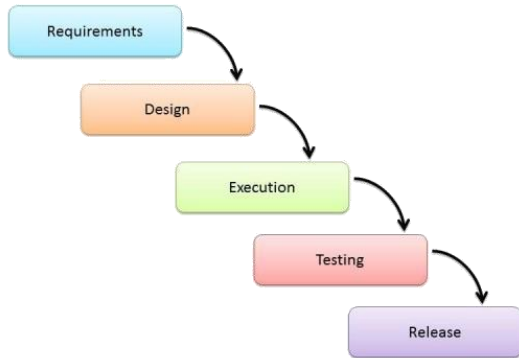 Requirements
Design
Execution
Testing
Release